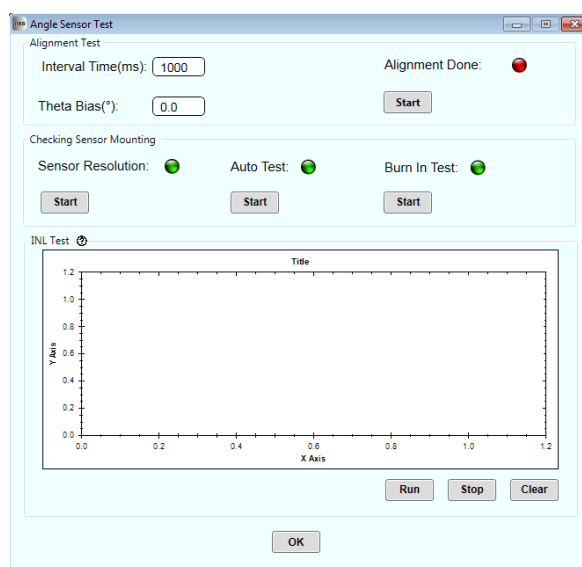 Angle Sensor Test
Alignment Test
Interval Time(ms): 1000
Alignment Done:
Theta Bias(°): 0.0
Start
Checking Sensor Mounting
Sensor Resolution:
Auto Test:
Burn In Test:
Start
Start
Start
INL Test
Title
1.2
1.0
0.8
0.6
0.4
0.2
0.0
Y Axis
0.0 0.2 0.4 0.6 0.8 1.0 1.2
X Axis
Run Stop Clear
OK